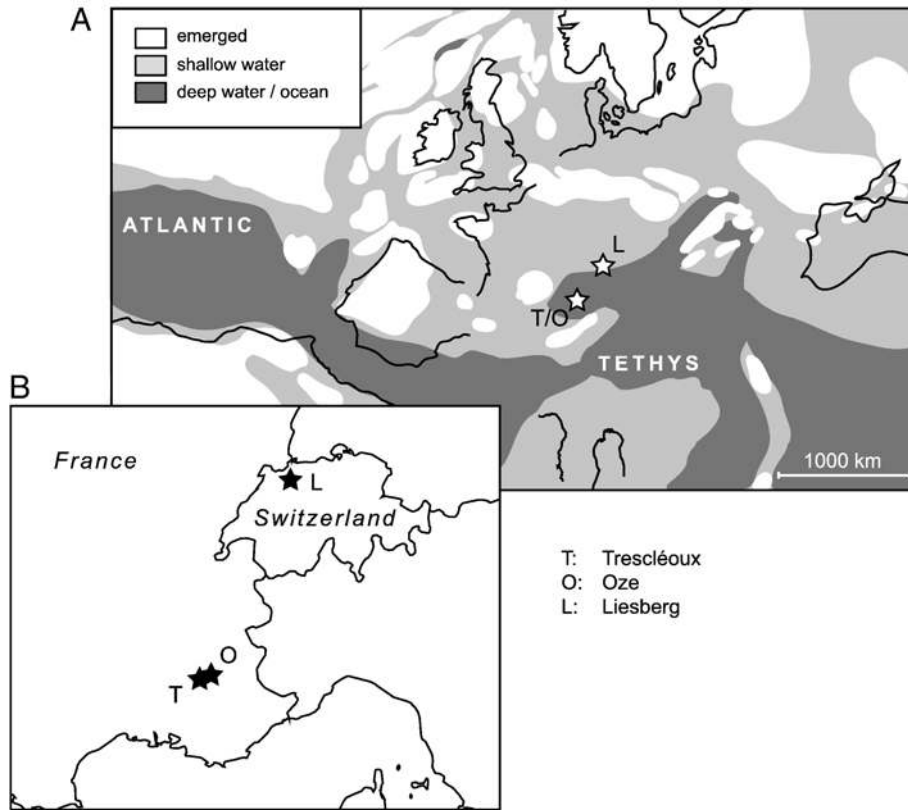 A
emerged
shallow water
deep water / ocean
ATLANTIC
L
T/O
TETHYS
1000 km
B
France
L
Switzerland
O
T
T: Trescléoux
O: Oze
L: Liesberg